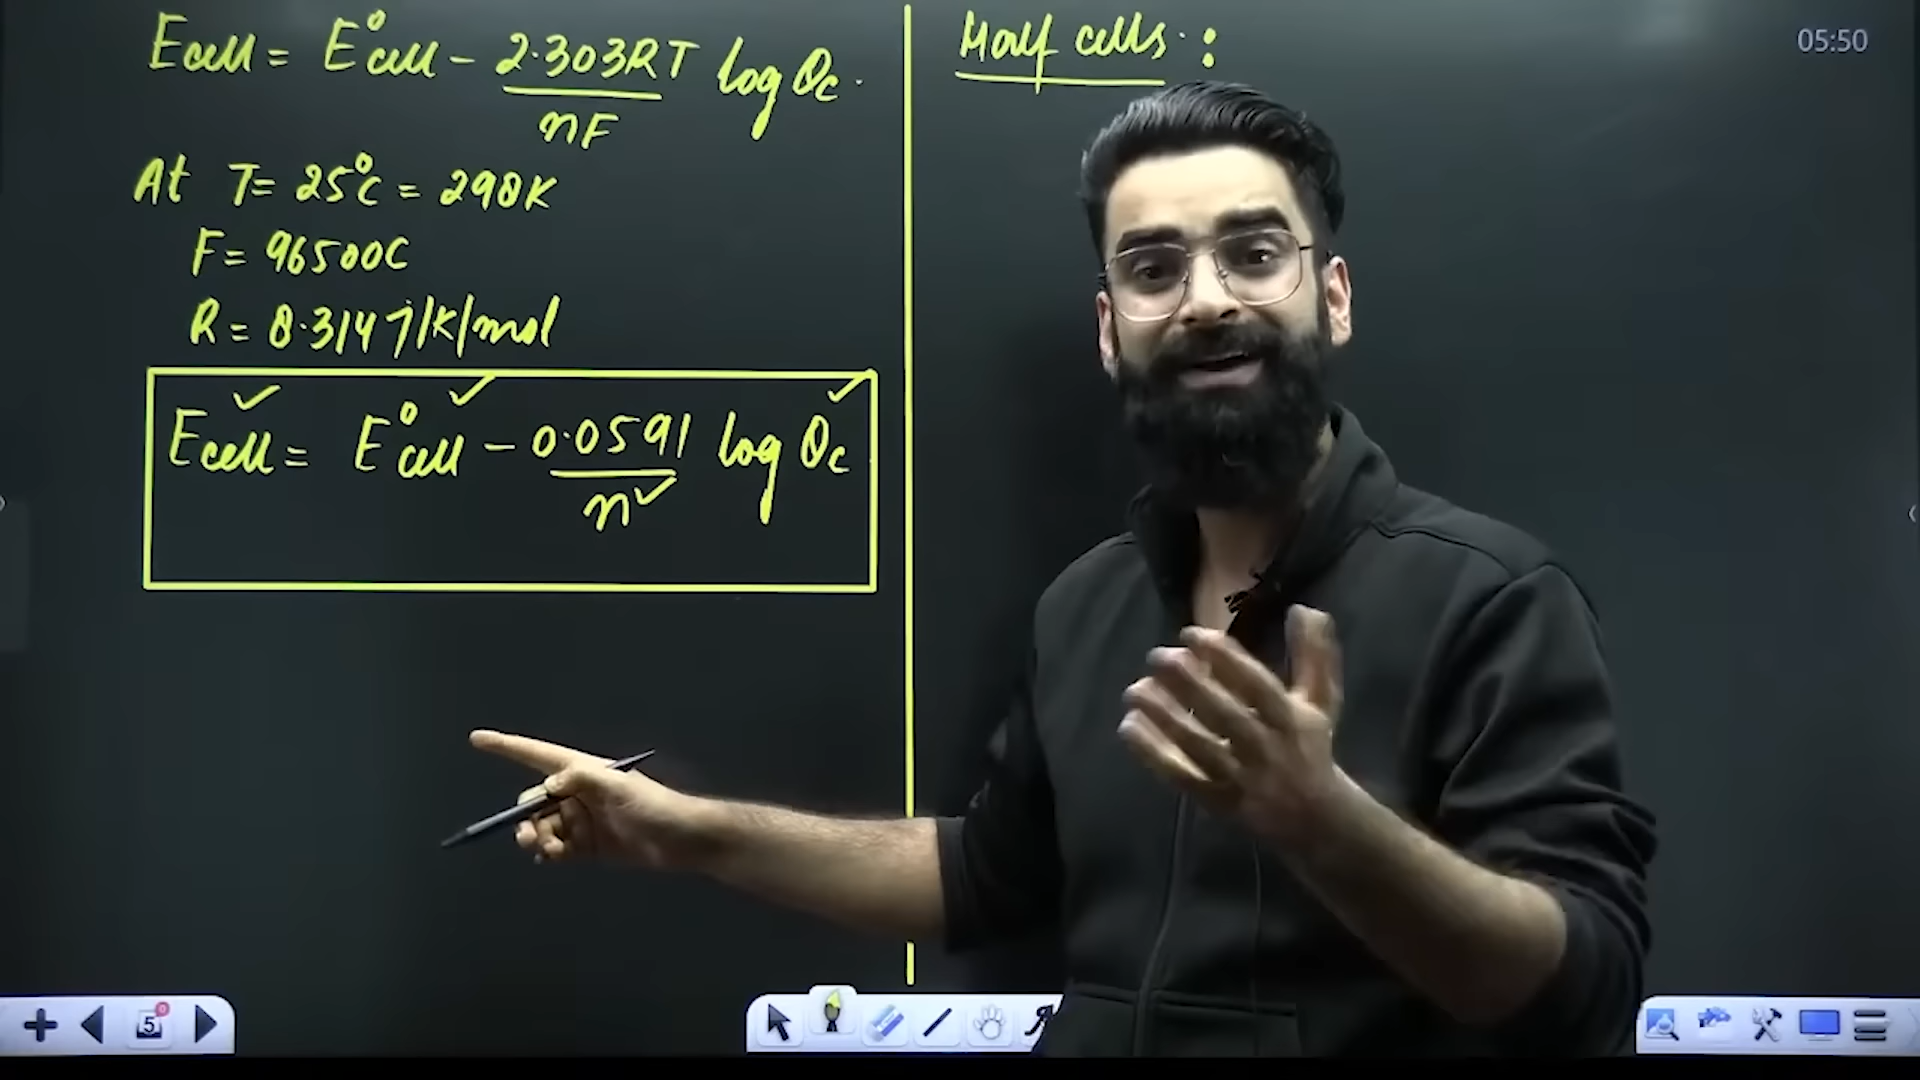 Ecell = E°cell - 2.303RT/nF log Qc.
At T= 25°C = 298K
F= 96500C
R= 8.314J/K/mol
Ecell = E°cell - 0.0591/n log Qc
Half cells :
05:50
5